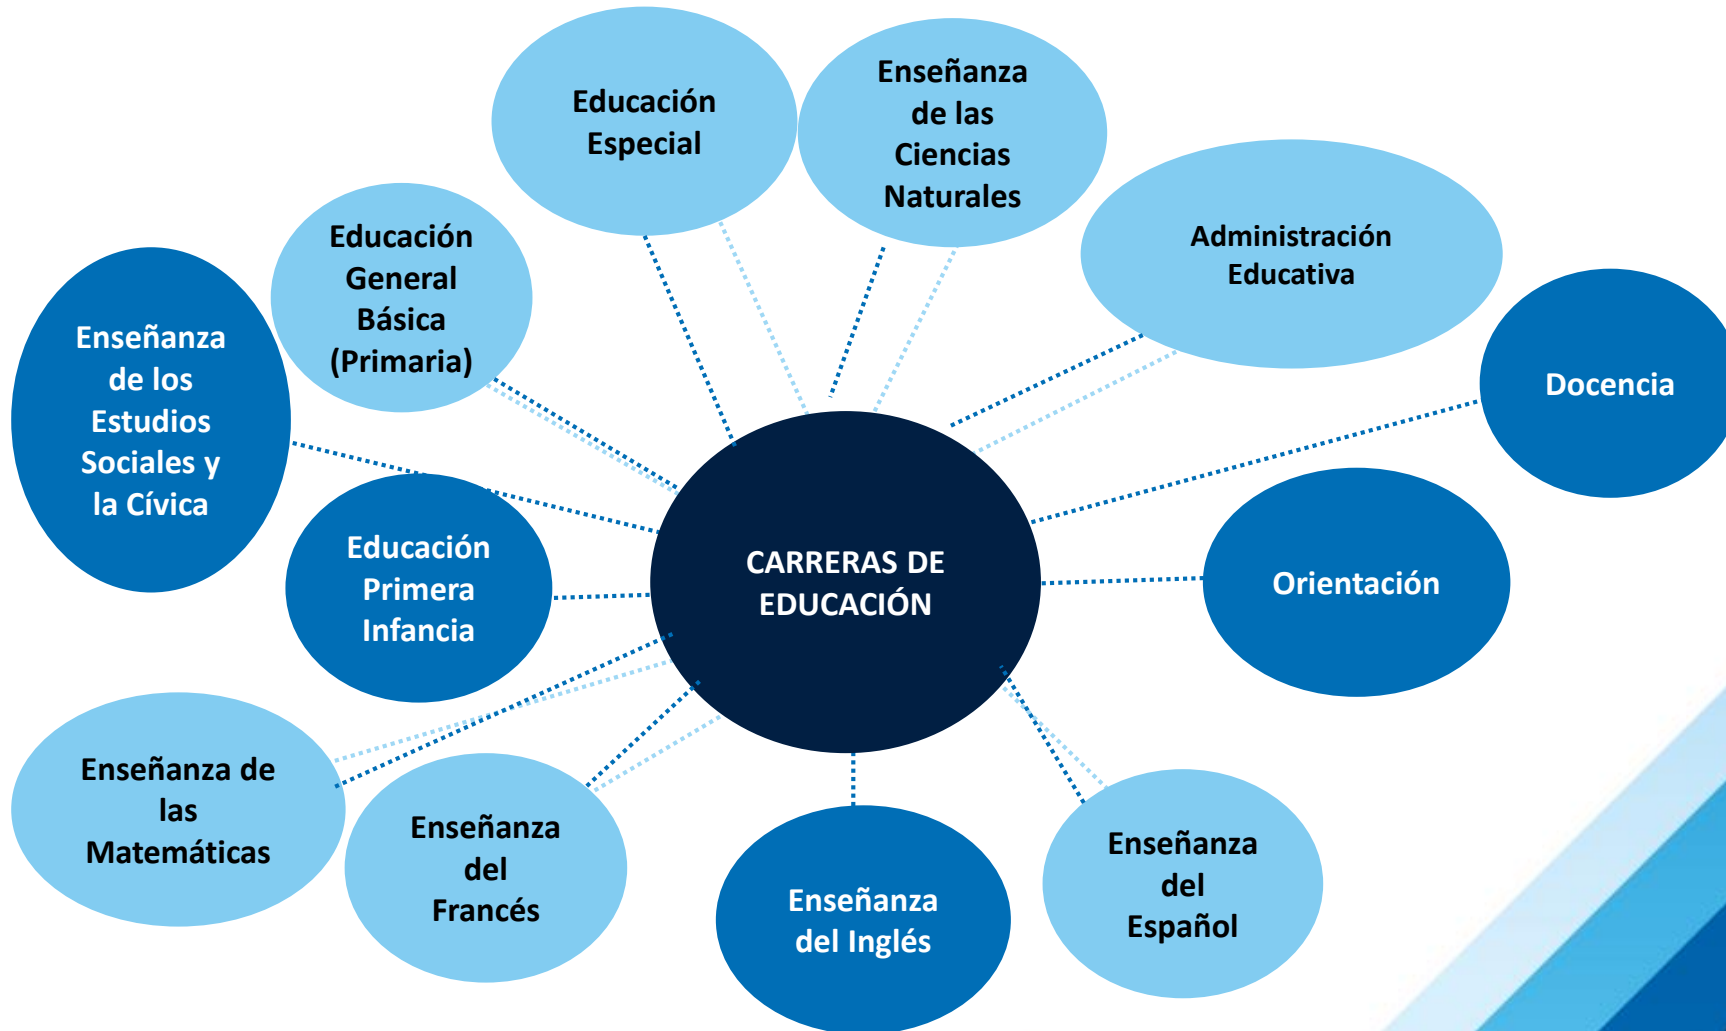 Educación
Especial
Enseñanza
de las
Ciencias
Naturales
Educación
General
Básica
(Primaria)
Administración
Educativa
Enseñanza
de los
Estudios
Sociales y
la Cívica
Docencia
Educación
Primera
Infancia
CARRERAS DE
EDUCACIÓN
Orientación
Enseñanza de
las
Matemáticas
Enseñanza
del
Francés
Enseñanza
del Inglés
Enseñanza
del
Español